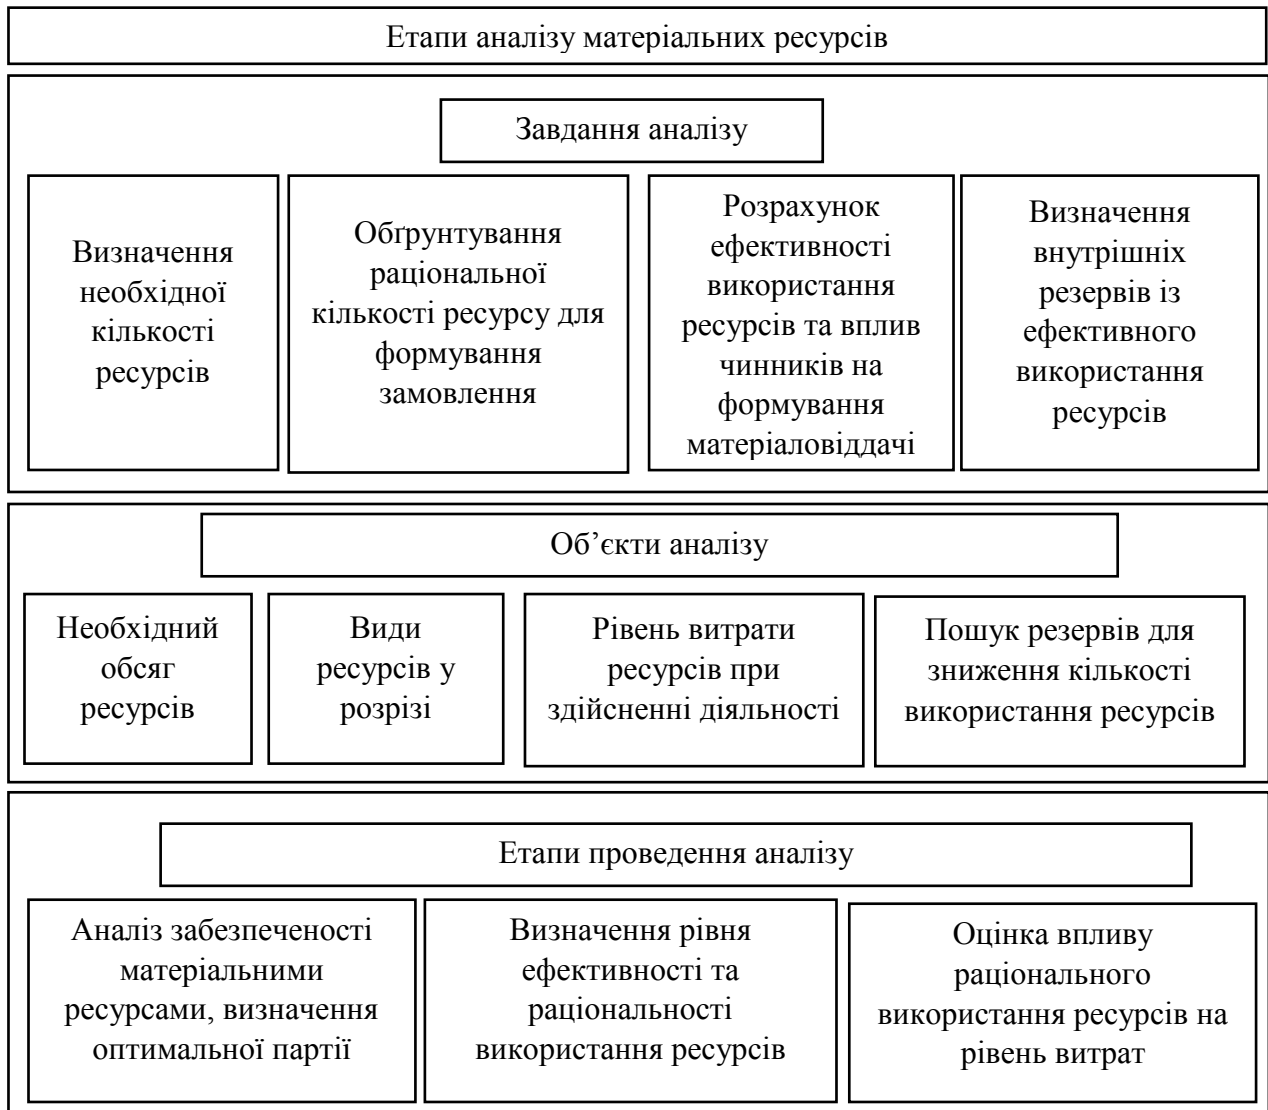 Етапи аналізу матеріальних ресурсів
Завдання аналізу
Визначення
необхідної
кількості
ресурсів
Обґрунтування
раціональної
кількості ресурсу для
формування
замовлення
Розрахунок
ефективності
використання
ресурсів та вплив
чинників на
формування
матеріаловіддачі
Визначення
внутрішніх
резервів із
ефективного
використання
ресурсів
Об’єкти аналізу
Необхідний
обсяг
ресурсів
Види
ресурсів у
розрізі
Рівень витрати
ресурсів при
здійсненні діяльності
Пошук резервів для
зниження кількості
використання ресурсів
Етапи проведення аналізу
Аналіз забезпеченості
матеріальними
ресурсами, визначення
оптимальної партії
Визначення рівня
ефективності та
раціональності
використання ресурсів
Оцінка впливу
раціонального
використання ресурсів на
рівень витрат